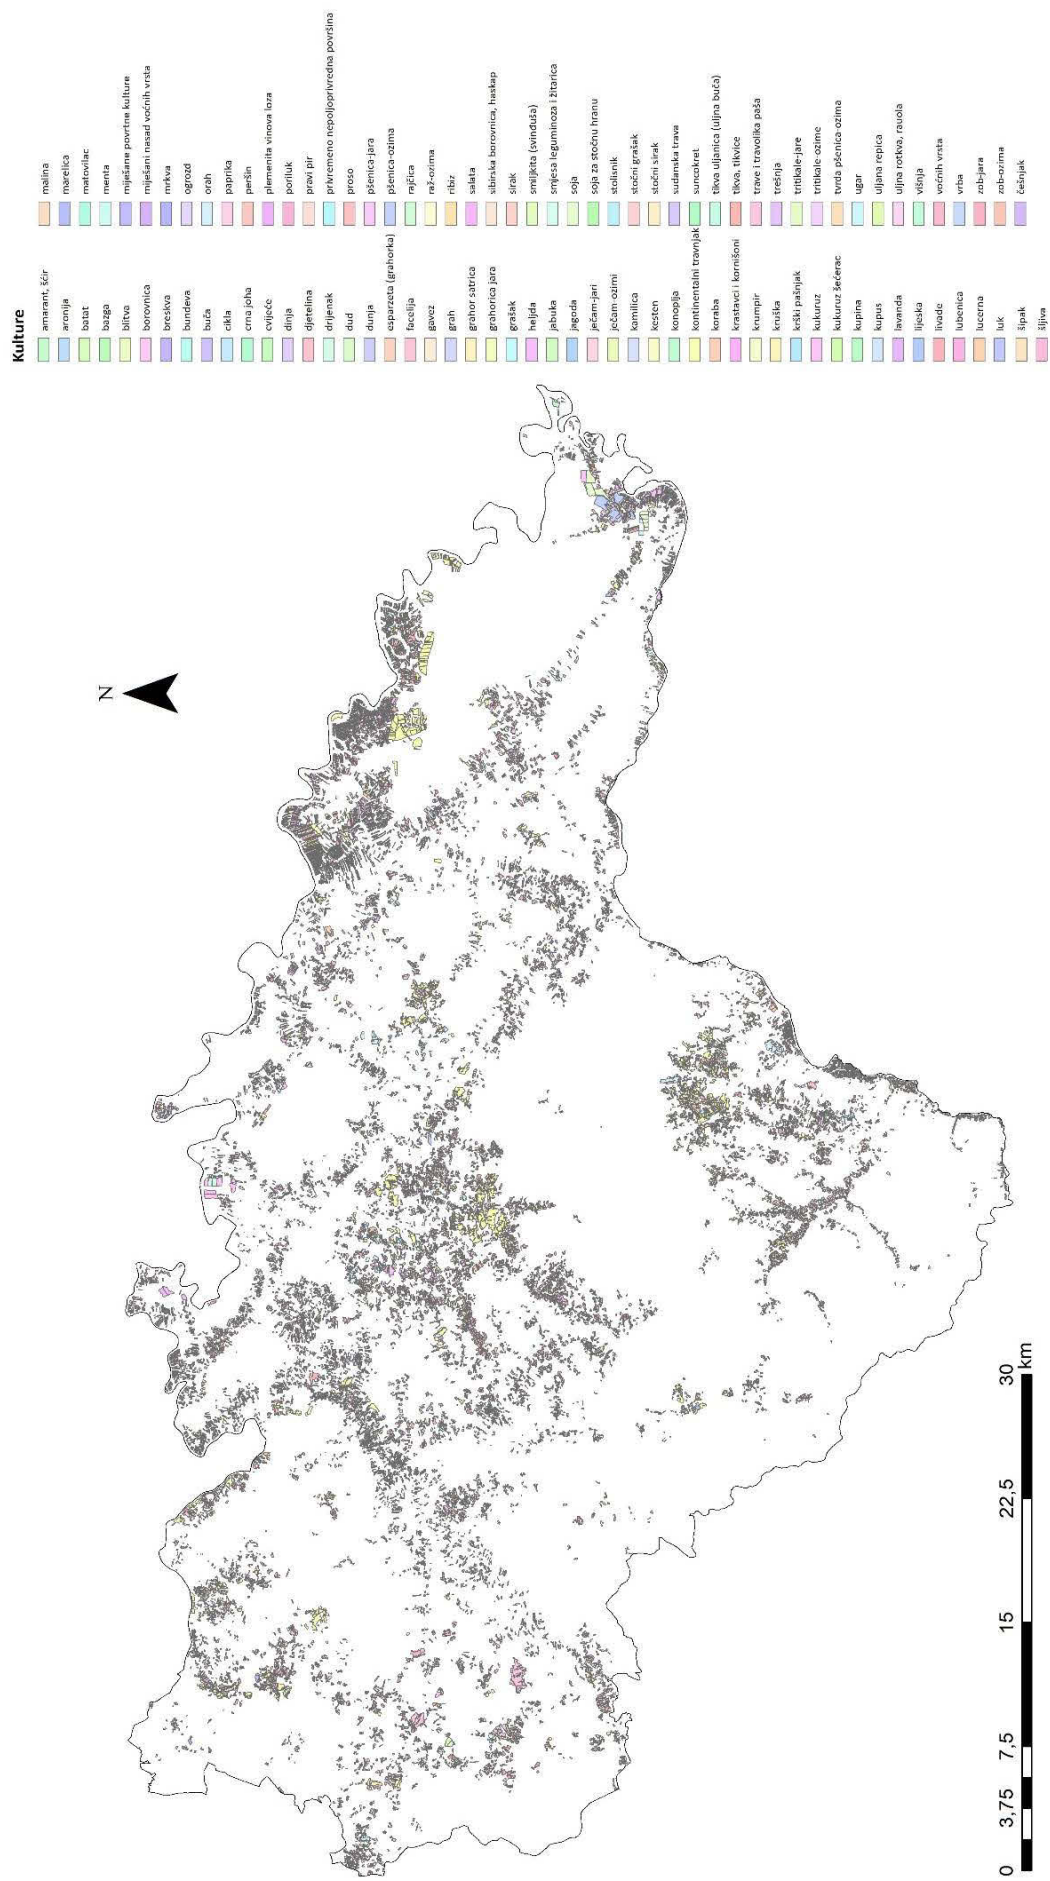 Kulture
amarant, šćir
aronija
batat
bazga
blitva
borovnica
breskva
bundeva
buča
cikla
crna joha
cvijeće
dinja
djetelina
drijenak
dud
dunja
esparzeta (grahorka)
facelija
gavez
grah
grahor satrica
grahorica jara
grašak
heljda
jabuka
jagoda
ječam-jari
ječam-ozimi
kamilica
kesten
konoplja
kontinentalni travnjak
koraba
krastavci i kornišoni
krumpir
kruška
krški pašnjak
kukuruz
kukuruz šećerac
kupina
kupus
lavanda
lijeska
livade
lubenica
lucerna
luk
šipak
šljiva
malina
marelica
matovilac
menta
miješane povrtne kulture
miješani nasad voćnih vrsta
mrkva
ogrozd
orah
paprika
peršin
plemenita vinova loza
poriluk
pravi pir
privremeno nepoljoprivredna površina
proso
pšenica-jara
pšenica-ozima
rajčica
raž-ozima
ribiz
salata
sibirska borovnica, haskap
sirak
smiljkita (svinđuša)
smjesa leguminoza i žitarica
soja
soja za stočnu hranu
stolisnik
stočni grašak
stočni sirak
sudanska trava
suncokret
tikva uljanica (uljna buča)
tikva, tikvice
trave i travolika paša
trešnja
tritikale-jare
tritikale-ozime
tvrda pšenica-ozima
ugar
uljana repica
uljna rotkva, rauola
višnja
voćnih vrsta
vrba
zob-jara
zob-ozima
češnjak
N
0 3,75 7,5 15 22,5 30
km